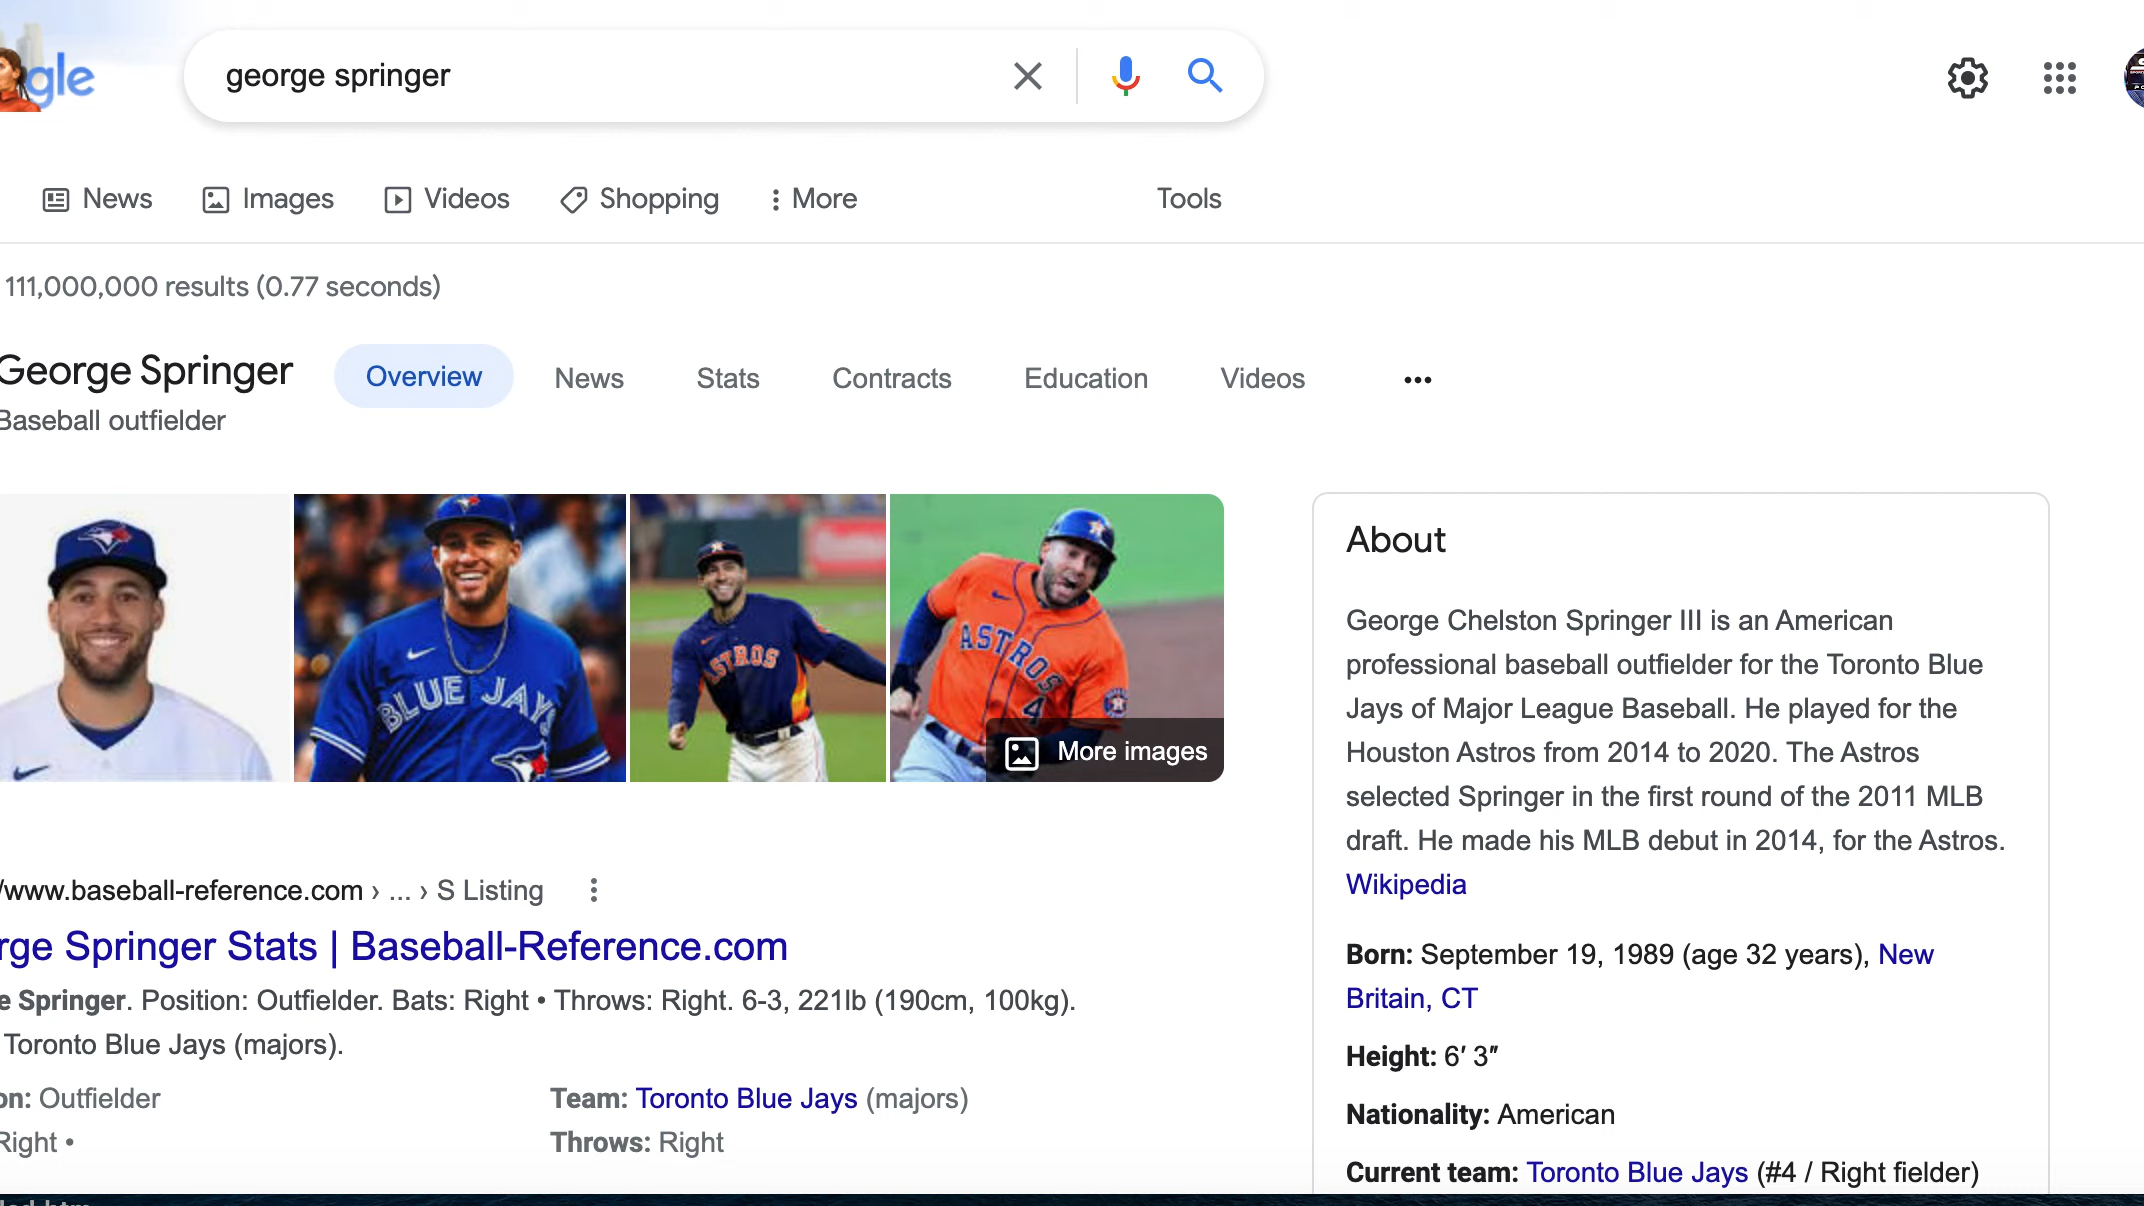 gle
george springer
News
Images
Videos
Shopping
More
Tools
111,000,000 results (0.77 seconds)
George Springer
Baseball outfielder
Overview
News
Stats
Contracts
Education
Videos
BLUE JAYS
ASTROS
ASTROS
4
More images
/www.baseball-reference.com › ... › S Listing
rge Springer Stats | Baseball-Reference.com
e Springer. Position: Outfielder. Bats: Right • Throws: Right. 6-3, 221lb (190cm, 100kg).
Toronto Blue Jays (majors).
on: Outfielder
Team: Toronto Blue Jays (majors)
Right •
Throws: Right
About
George Chelston Springer III is an American
professional baseball outfielder for the Toronto Blue
Jays of Major League Baseball. He played for the
Houston Astros from 2014 to 2020. The Astros
selected Springer in the first round of the 2011 MLB
draft. He made his MLB debut in 2014, for the Astros.
Wikipedia
Born: September 19, 1989 (age 32 years), New
Britain, CT
Height: 6′ 3″
Nationality: American
Current team: Toronto Blue Jays (#4 / Right fielder)